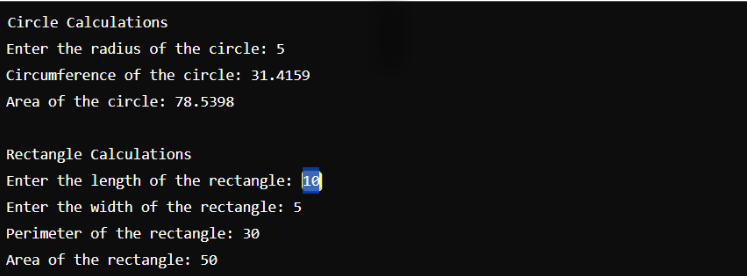 Circle Calculations
Enter the radius of the circle: 5
Circumference of the circle: 31.4159
Area of the circle: 78.5398
Rectangle Calculations
Enter the length of the rectangle: 10
Enter the width of the rectangle: 5
Perimeter of the rectangle: 30
Area of the rectangle: 50